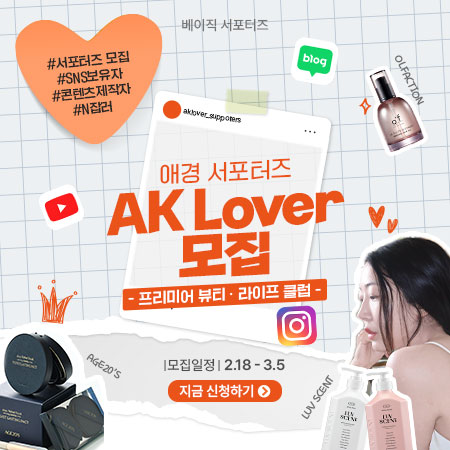 베이직 서포터즈
#서포터즈 모집
#SNS보유자
#콘텐츠제작자
#N잡러
blog
OLFACTION
aklover_suppoters
O:F
애경 서포터즈
AK Lover
모집
- 프리미어 뷰티 · 라이프 클럽 -
|모집일정| 2.18 - 3.5
지금 신청하기
AGE20'S
AGE20'S
LUV SCENT